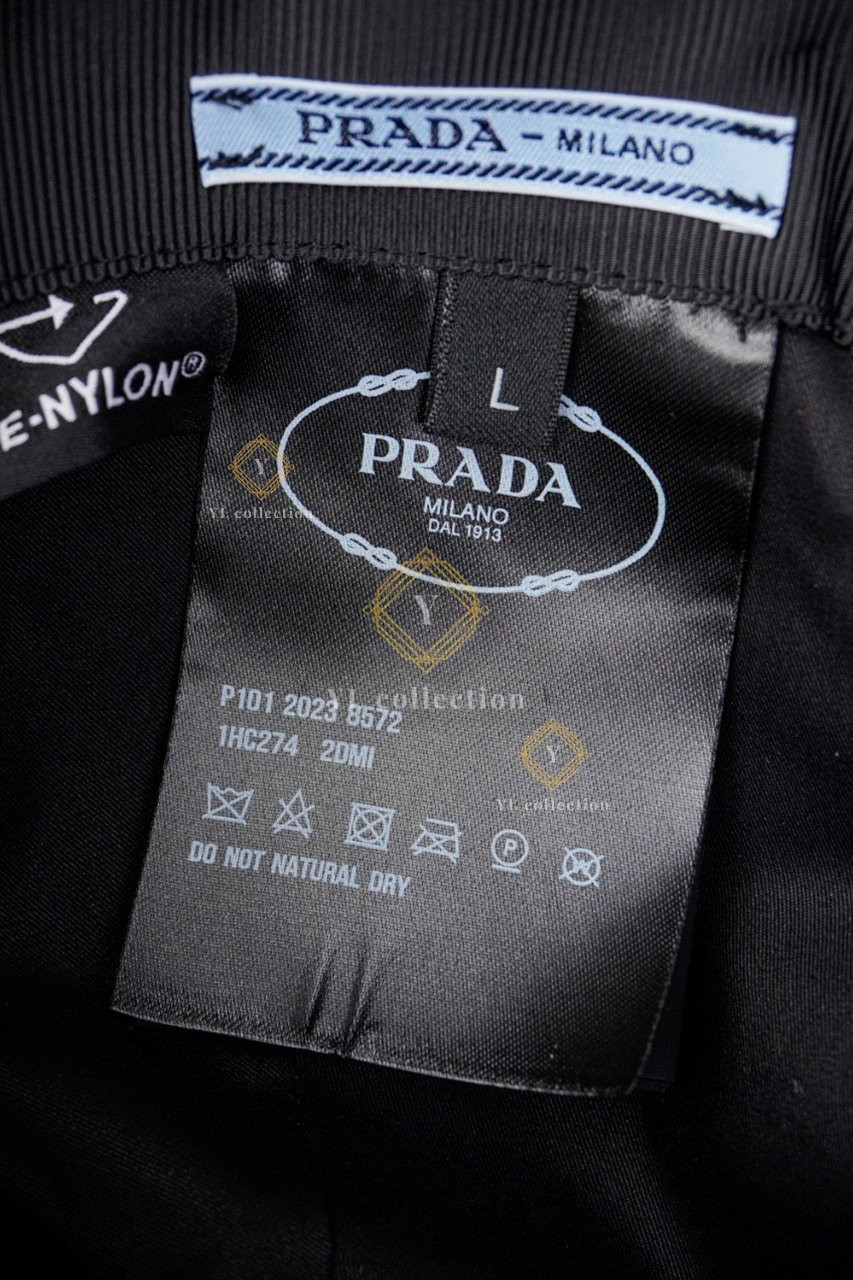 PRADA - MILANO
E-NYLON®
L
PRADA
MILANO
DAL 1913
Y
YL collection
Y
YL collection
P101 2023 8572
1HC274 2DMI
Y
YL collection
P
DO NOT NATURAL DRY